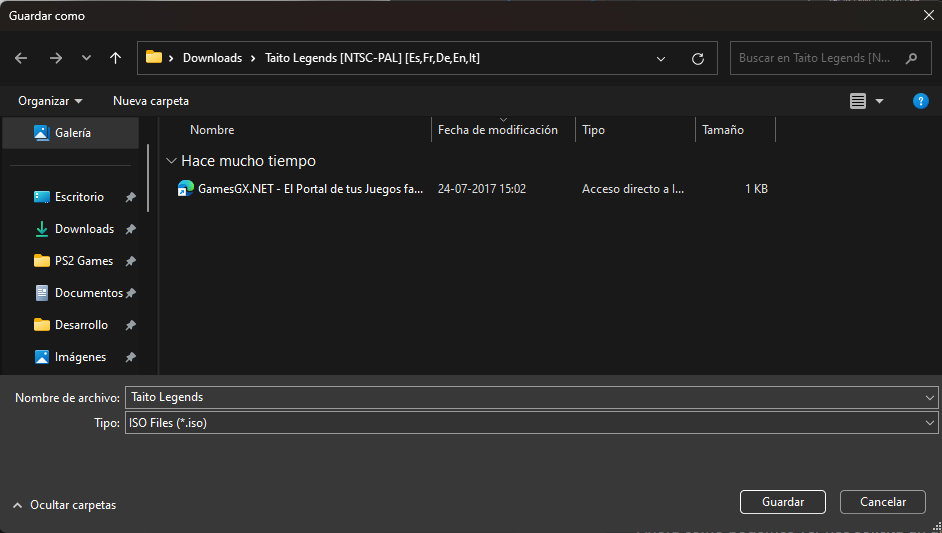 Guardar como
Downloads > Taito Legends [NTSC-PAL] [Es,Fr,De,En,It]
Buscar en Taito Legends [N...
Organizar
Nueva carpeta
?
Galería
Escritorio
Downloads
PS2 Games
Documentos
Desarrollo
Imágenes
Nombre Fecha de modificación Tipo Tamaño
Hace mucho tiempo
GamesGX.NET - El Portal de tus Juegos fa... 24-07-2017 15:02 Acceso directo a I... 1 KB
Nombre de archivo: Taito Legends
Tipo: ISO Files (*.iso)
Ocultar carpetas
Guardar
Cancelar